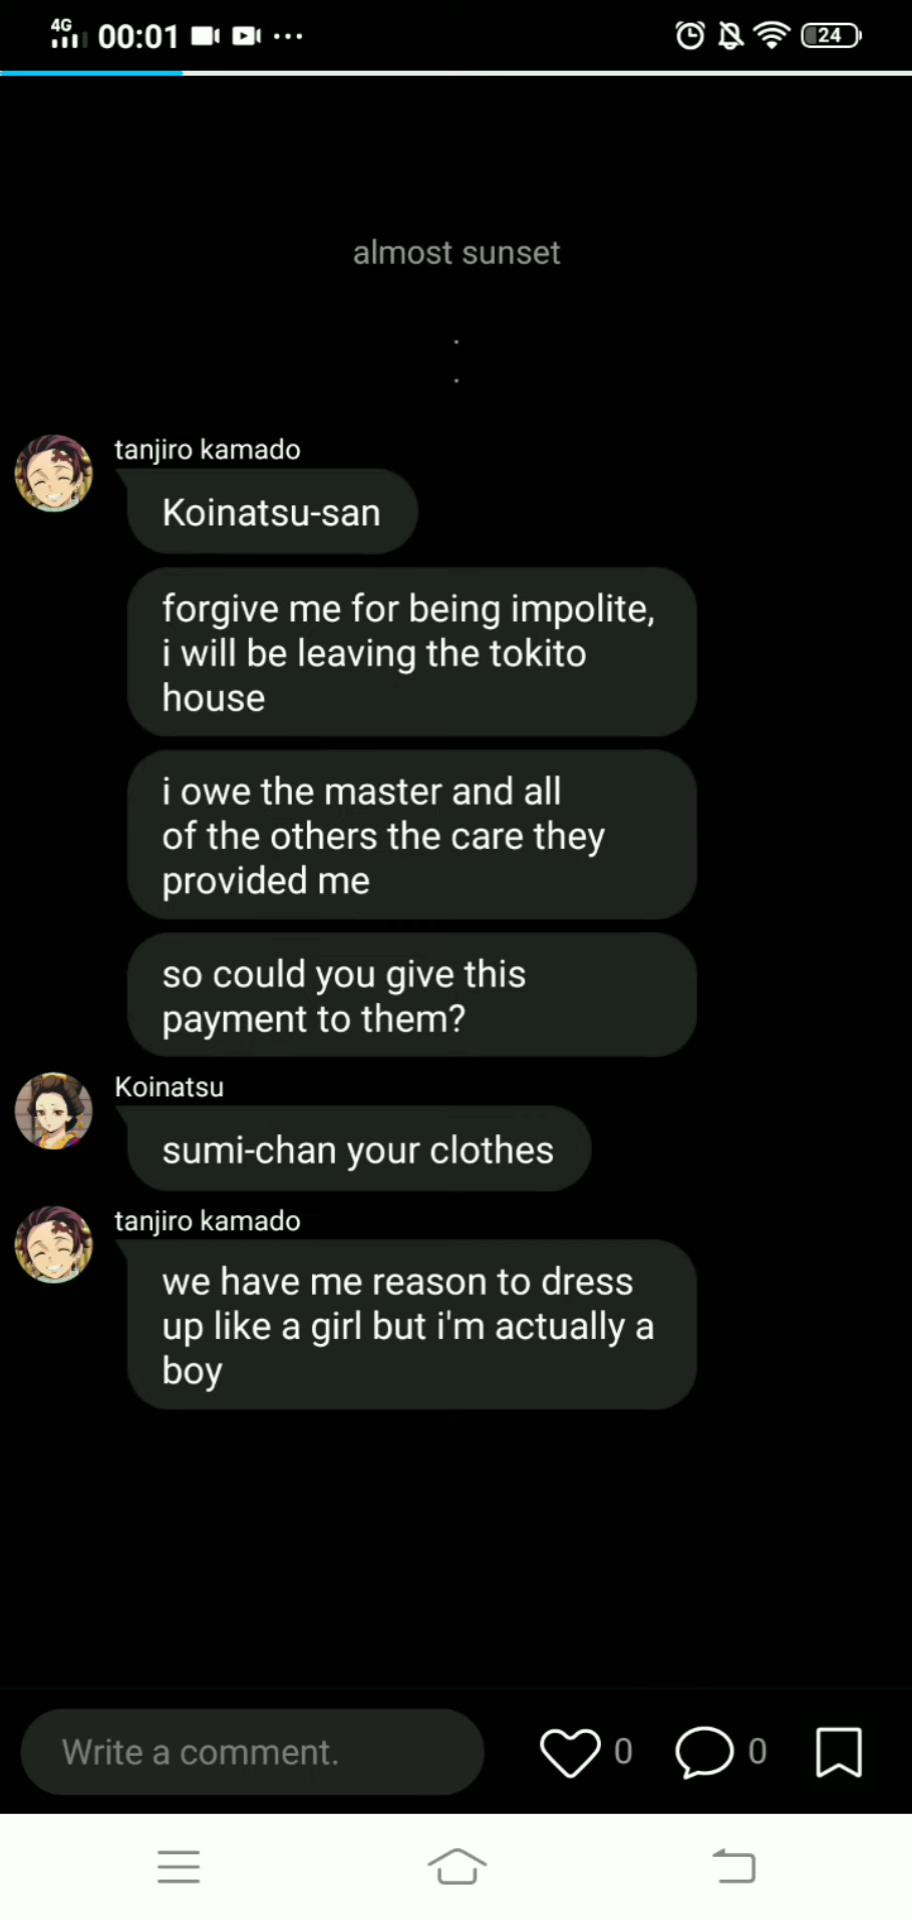 4G 00:01 24
almost sunset
.
.
tanjiro kamado
Koinatsu-san
forgive me for being impolite,
i will be leaving the tokito
house
i owe the master and all
of the others the care they
provided me
so could you give this
payment to them?
Koinatsu
sumi-chan your clothes
tanjiro kamado
we have me reason to dress
up like a girl but i'm actually a
boy
Write a comment. 0 0